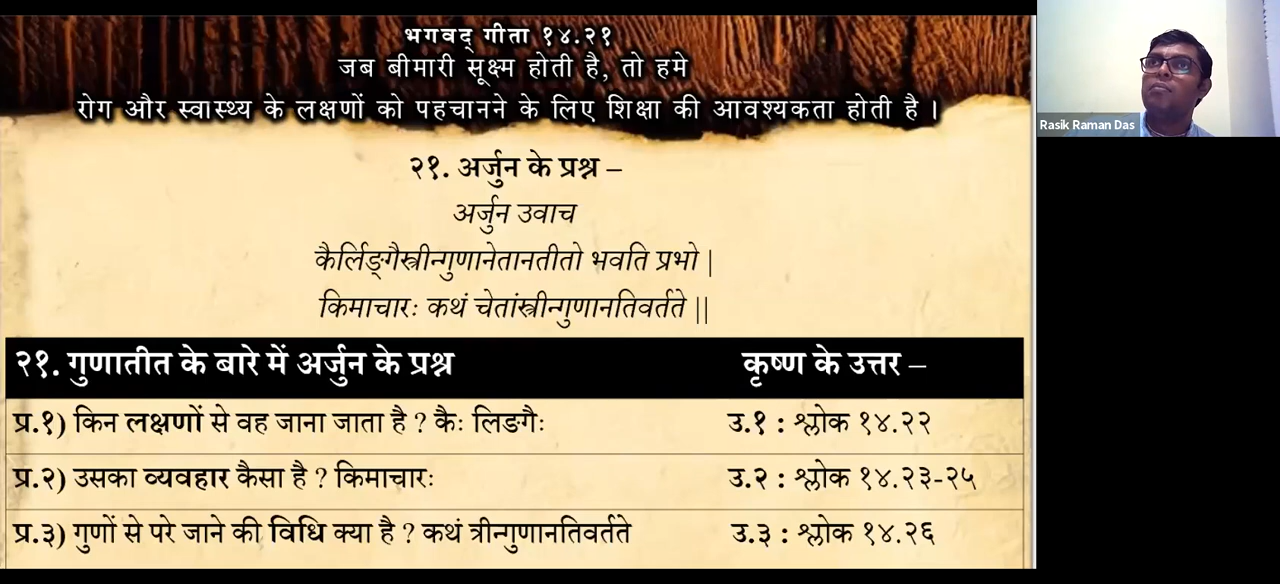 भगवद् गीता १४.२१
जब बीमारी सूक्ष्म होती है, तो हमे
रोग और स्वास्थ्य के लक्षणों को पहचानने के लिए शिक्षा की आवश्यकता होती है ।
Rasik Raman Das
२१. अर्जुन के प्रश्न –
अर्जुन उवाच
कैर्लिङ्गैस्त्रीन्गुणानेतानतीतो भवति प्रभो |
किमाचारः कथं चेतांस्त्रीन्गुणानतिवर्तते ||
२१. गुणातीत के बारे में अर्जुन के प्रश्न कृष्ण के उत्तर –
प्र.१) किन लक्षणों से वह जाना जाता है ? कैः लिङगैः उ.१ : श्लोक १४.२२
प्र.२) उसका व्यवहार कैसा है ? किमाचारः उ.२ : श्लोक १४.२३-२५
प्र.३) गुणों से परे जाने की विधि क्या है ? कथं त्रीन्गुणानतिवर्तते उ.३ : श्लोक १४.२६